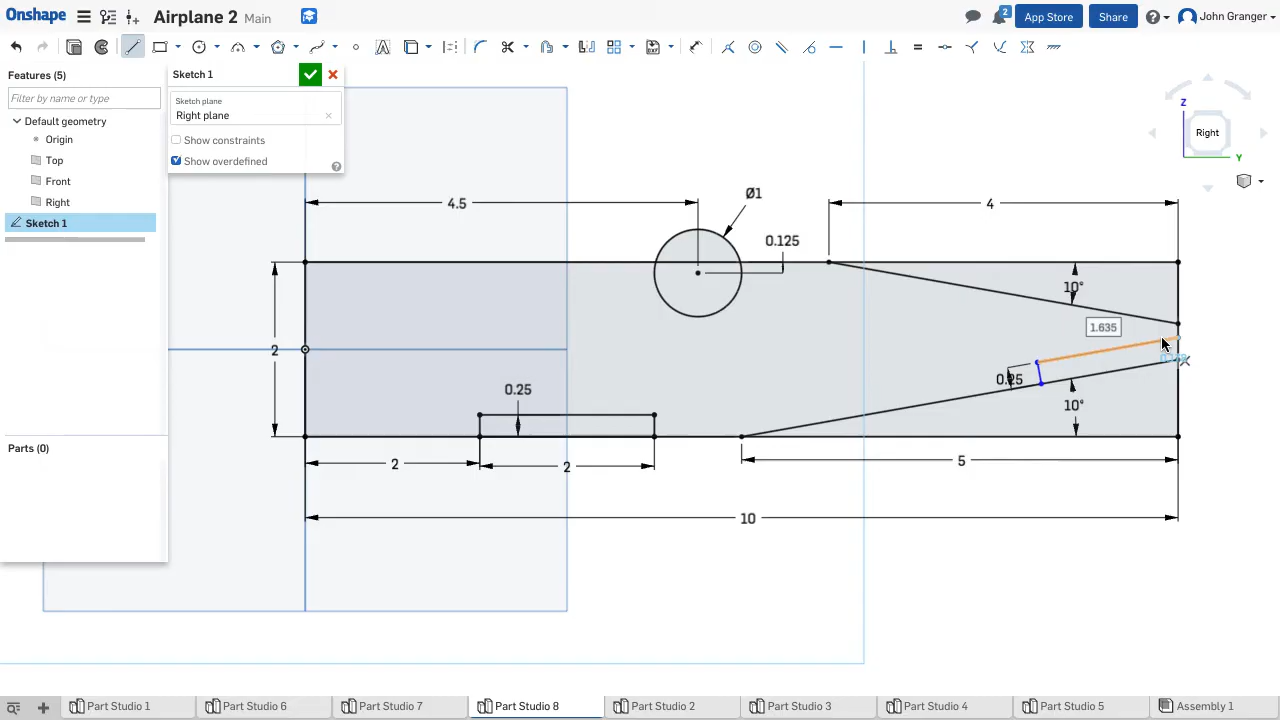 Onshape
Airplane 2 Main
2
App Store
Share
John Granger
Features (5)
Filter by name or type
Default geometry
Origin
Top
Front
Right
Sketch 1
Parts (0)
Sketch 1
Sketch plane
Right plane
Show constraints
Show overdefined
Z
Right
Y
4.5
Ø1
4
0.125
10°
1.635
2
0.25
0.25
10°
2
2
5
10
Part Studio 1
Part Studio 6
Part Studio 7
Part Studio 8
Part Studio 2
Part Studio 3
Part Studio 4
Part Studio 5
Assembly 1